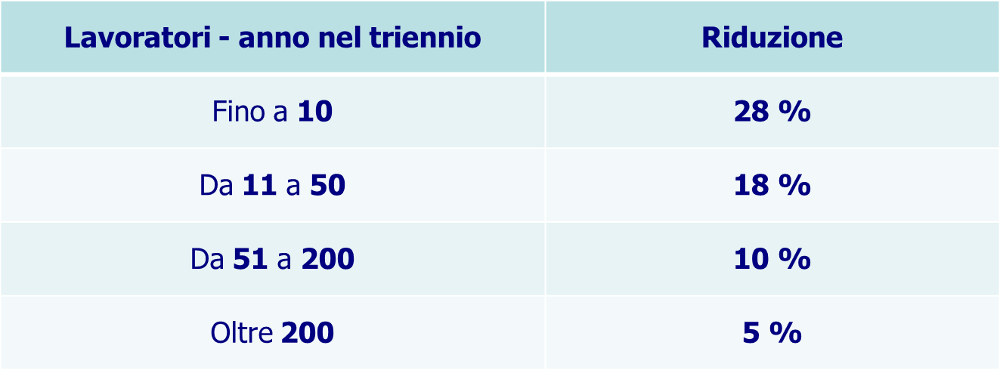 Lavoratori - anno nel triennio Riduzione
Fino a 10 28 %
Da 11 a 50 18 %
Da 51 a 200 10 %
Oltre 200 5 %